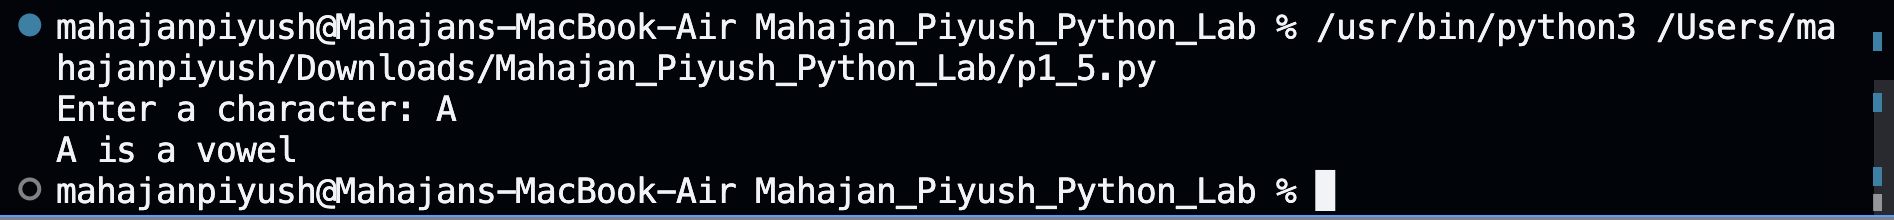 mahajanpiyush@Mahajans-MacBook-Air Mahajan_Piyush_Python_Lab % /usr/bin/python3 /Users/ma
hajanpiyush/Downloads/Mahajan_Piyush_Python_Lab/p1_5.py
Enter a character: A
A is a vowel
mahajanpiyush@Mahajans-MacBook-Air Mahajan_Piyush_Python_Lab %